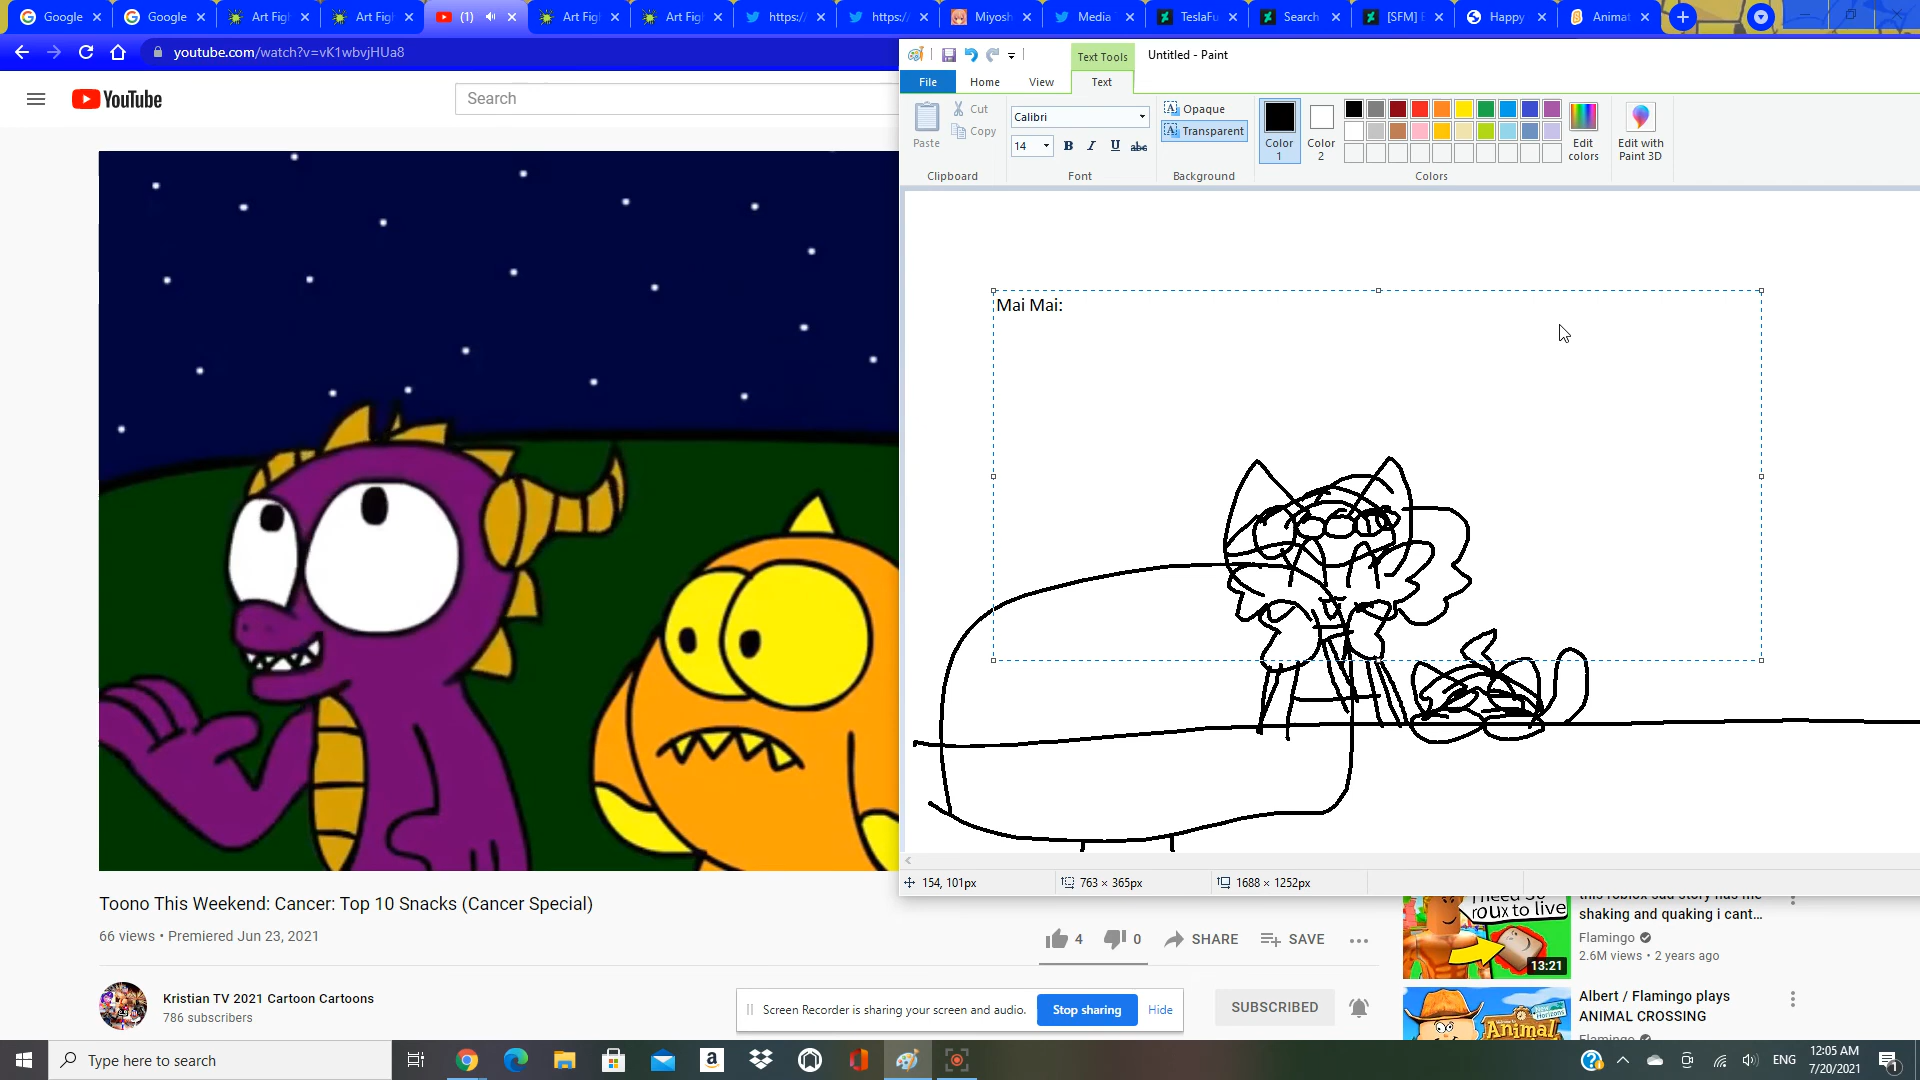 Google
Google
Art Fig
Art Fig
(1)
Art Fig
Art Fig
https:/
https:/
Miyosh
Media
TeslaFu
Search
[SFM]
Happy
Animat
youtube.com/watch?v=vK1wbvjHUa8
YouTube
Search
Text Tools
Untitled - Paint
File
Home
View
Text
Paste
Cut
Copy
Clipboard
Calibri
14
B I U abc
Font
Opaque
Transparent
Background
Color 1
Color 2
Edit colors
Edit with Paint 3D
Colors
Mai Mai:
154, 101px
763 × 365px
1688 × 1252px
Toono This Weekend: Cancer: Top 10 Snacks (Cancer Special)
66 views • Premiered Jun 23, 2021
4
0
SHARE
SAVE
Kristian TV 2021 Cartoon Cartoons
786 subscribers
Screen Recorder is sharing your screen and audio.
Stop sharing
Hide
SUBSCRIBED
roux to live
13:21
shaking and quaking i cant...
Flamingo
2.6M views • 2 years ago
Animal
Albert / Flamingo plays
ANIMAL CROSSING
Type here to search
ENG
12:05 AM
7/20/2021
1